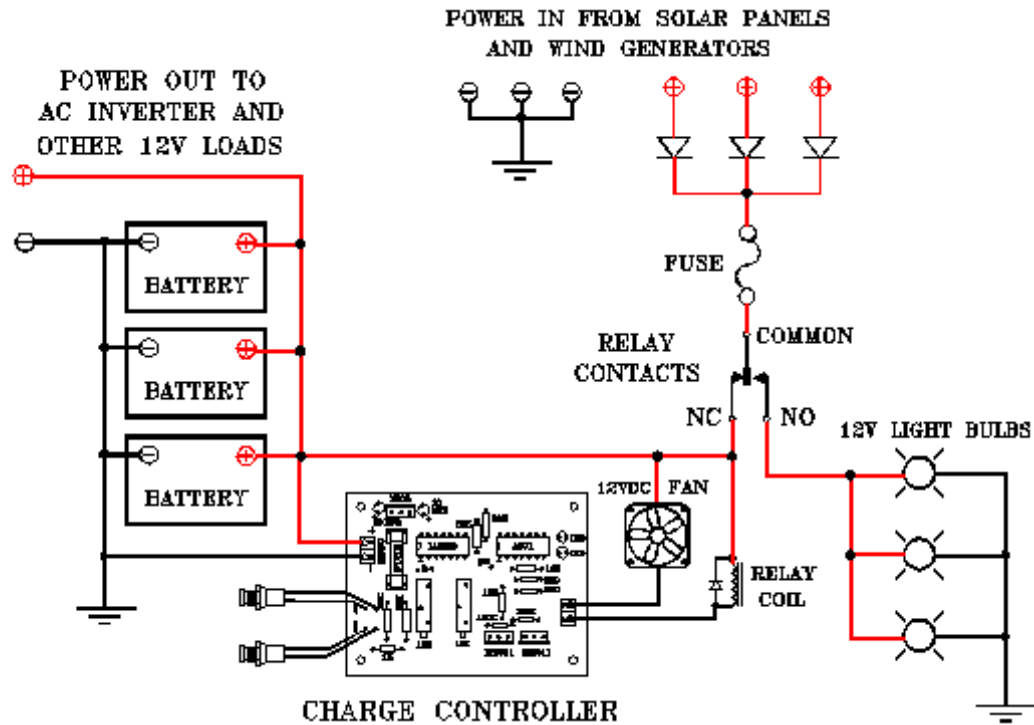 POWER IN FROM SOLAR PANELS
AND WIND GENERATORS
POWER OUT TO
AC INVERTER AND
OTHER 12V LOADS
BATTERY
BATTERY
BATTERY
FUSE
COMMON
RELAY
CONTACTS
NC NO
12V LIGHT BULBS
12VDC FAN
RELAY
COIL
CHARGE CONTROLLER